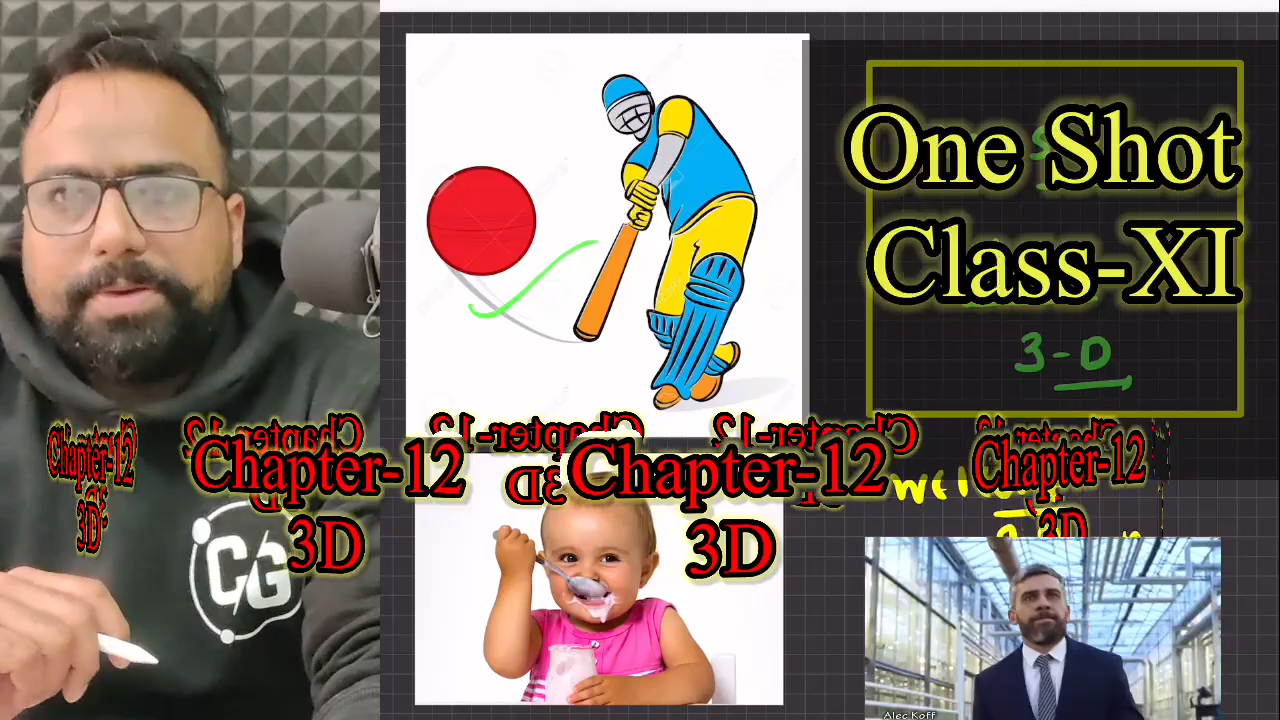 One Shot
Class-XI
3-D
Chapter-12
3D
Chapter-12
3D
Chapter-12
3D
Chapter-12
3D
CG
Alec Koff